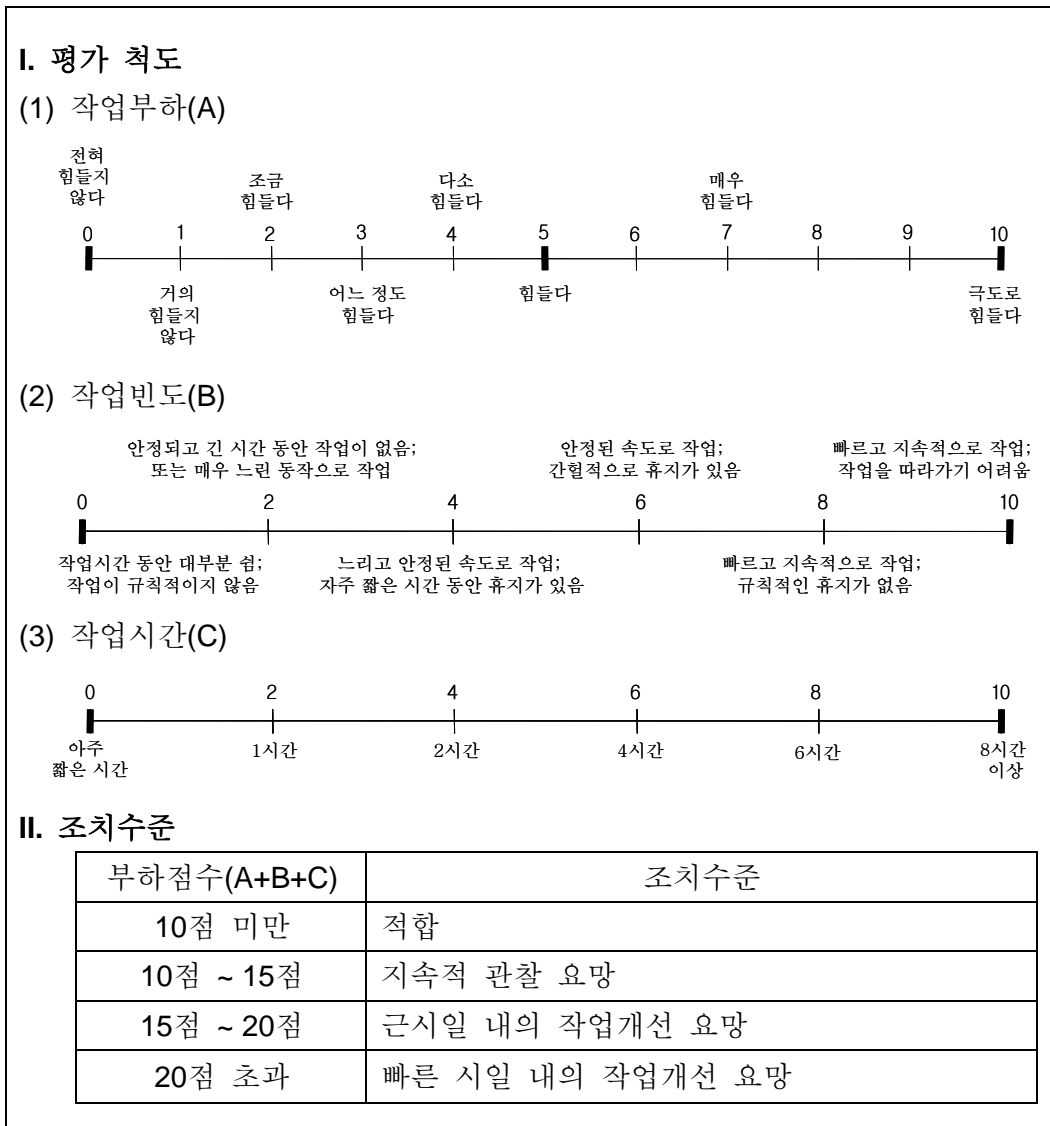 I. 평가 척도
(1) 작업부하(A)
전혀
힘들지
않다
조금
힘들다
다소
힘들다
매우
힘들다
0 1 2 3 4 5 6 7 8 9 10
거의
힘들지
않다
어느 정도
힘들다
힘들다
극도로
힘들다
(2) 작업빈도(B)
안정되고 긴 시간 동안 작업이 없음;
또는 매우 느린 동작으로 작업
안정된 속도로 작업;
간헐적으로 휴지가 있음
빠르고 지속적으로 작업;
작업을 따라가기 어려움
0 2 4 6 8 10
작업시간 동안 대부분 쉼;
작업이 규칙적이지 않음
느리고 안정된 속도로 작업;
자주 짧은 시간 동안 휴지가 있음
빠르고 지속적으로 작업;
규칙적인 휴지가 없음
(3) 작업시간(C)
0 2 4 6 8 10
아주
짧은 시간
1시간
2시간
4시간
6시간
8시간
이상
II. 조치수준
부하점수(A+B+C) 조치수준
10점 미만 적합
10점 ~ 15점 지속적 관찰 요망
15점 ~ 20점 근시일 내의 작업개선 요망
20점 초과 빠른 시일 내의 작업개선 요망